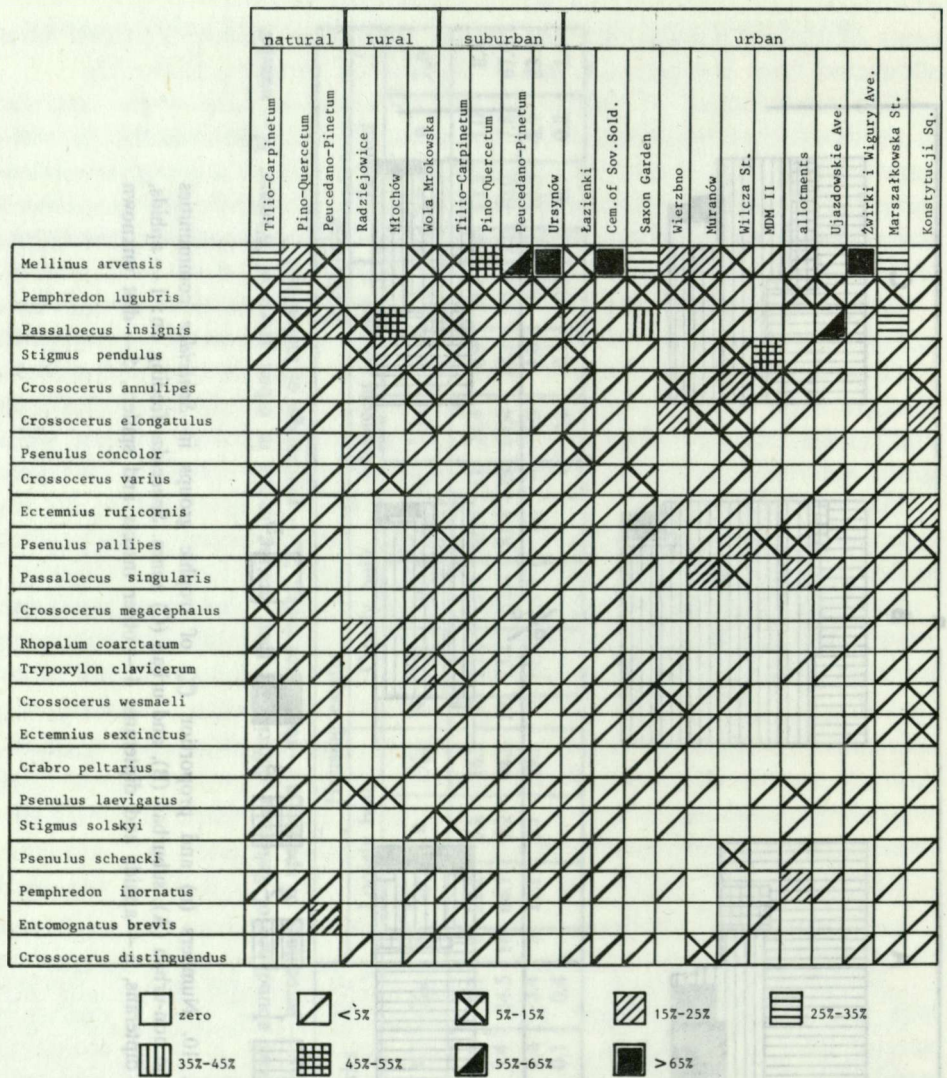 natural rural suburban urban
Tilio-Carpinetum
Pino-Quercetum
Peucedano-Pinetum
Radziejowice
Młochów
Wola Mrokowska
Tilio-Carpinetum
Pino-Quercetum
Peucedano-Pinetum
Ursynów
Łazienki
Cem.of Sov.Sold.
Saxon Garden
Wierzbno
Muranów
Wilcza St.
MDM II
allotments
Ujazdowskie Ave.
Żwirki i Wigury Ave.
Marszałkowska St.
Konstytucji Sq.
Mellinus arvensis
Pemphredon lugubris
Passaloecus insignis
Stigmus pendulus
Crossocerus annulipes
Crossocerus elongatulus
Psenulus concolor
Crossocerus varius
Ectemnius ruficornis
Psenulus pallipes
Passaloecus singularis
Crossocerus megacephalus
Rhopalum coarctatum
Trypoxylon clavicerum
Crossocerus wesmaeli
Ectemnius sexcinctus
Crabro peltarius
Psenulus laevigatus
Stigmus solskyi
Psenulus schencki
Pemphredon inornatus
Entomognatus brevis
Crossocerus distinguendus
zero <5% 5%-15% 15%-25% 25%-35%
35%-45% 45%-55% 55%-65% >65%